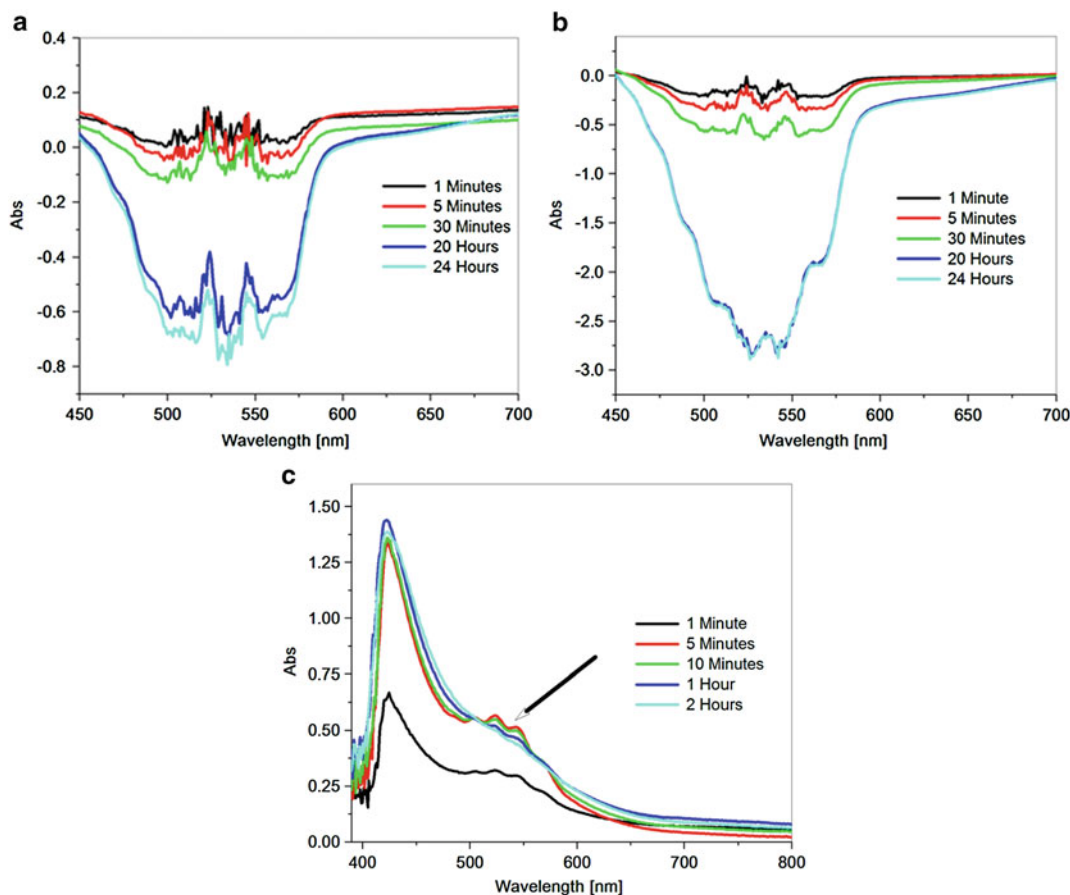 a
0.4
0.2
0.0
-0.2
-0.4
-0.6
-0.8
Abs
1 Minutes
5 Minutes
30 Minutes
20 Hours
24 Hours
450 500 550 600 650 700
Wavelength [nm]
b
0.0
-0.5
-1.0
-1.5
-2.0
-2.5
-3.0
Abs
1 Minute
5 Minutes
30 Minutes
20 Hours
24 Hours
450 500 550 600 650 700
Wavelength [nm]
c
1.50
1.25
1.00
0.75
0.50
0.25
0.00
Abs
1 Minute
5 Minutes
10 Minutes
1 Hour
2 Hours
400 500 600 700 800
Wavelength [nm]